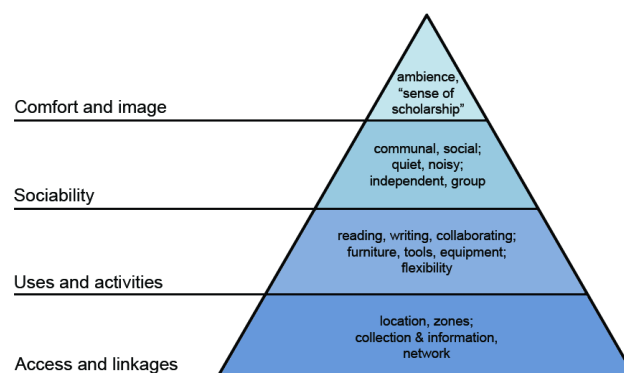 ambience,
“sense of
scholarship”
Comfort and image
communal, social;
quiet, noisy;
independent, group
Sociability
reading, writing, collaborating;
furniture, tools, equipment;
flexibility
Uses and activities
location, zones;
collection & information,
network
Access and linkages